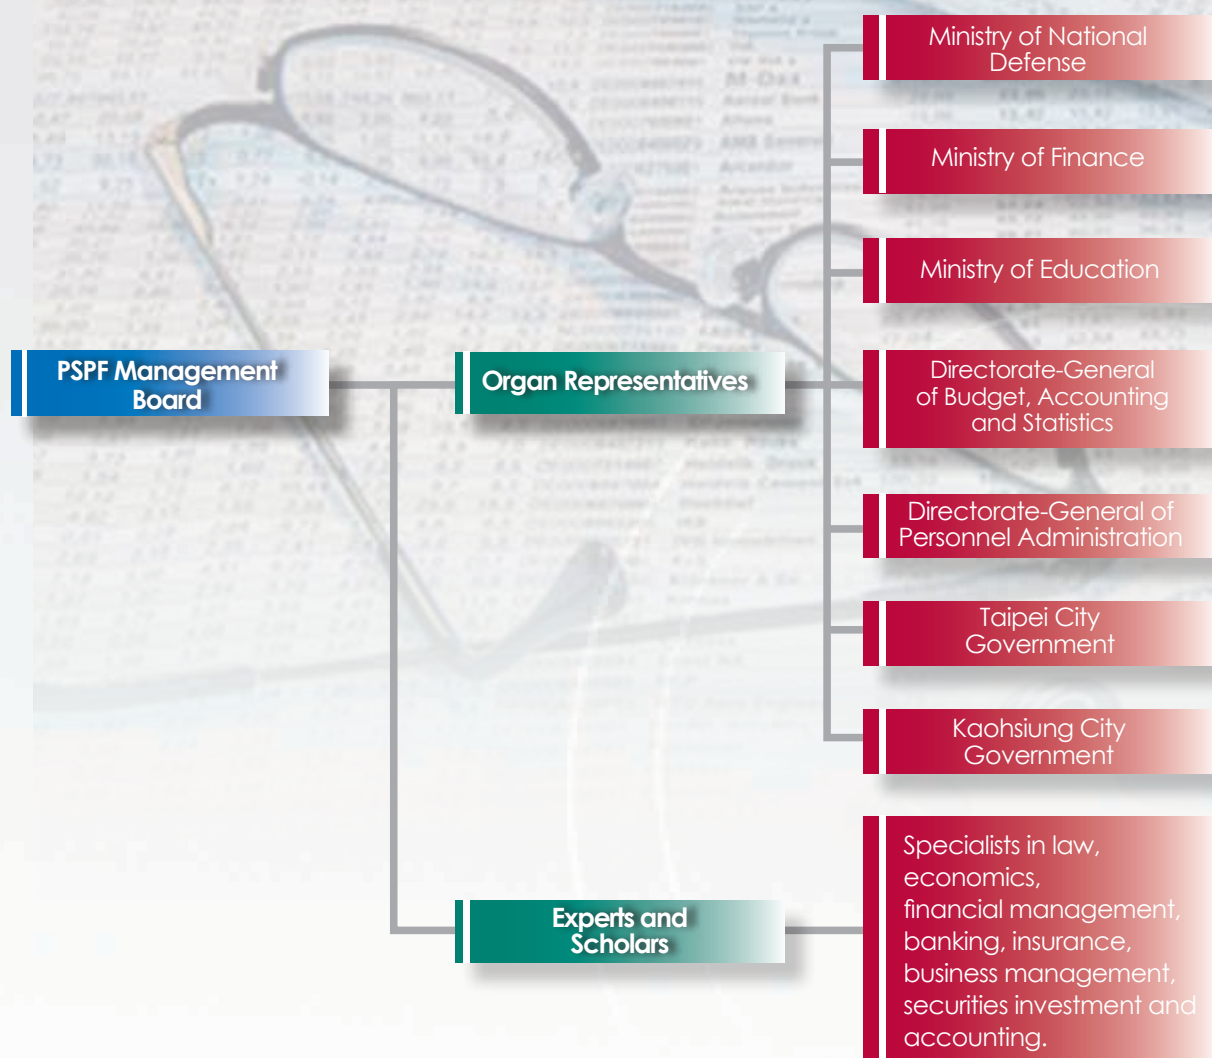 PSPF Management
Board
Organ Representatives
Ministry of National
Defense
Ministry of Finance
Ministry of Education
Directorate-General
of Budget, Accounting
and Statistics
Directorate-General of
Personnel Administration
Taipei City
Government
Kaohsiung City
Government
Experts and
Scholars
Specialists in law,
economics,
financial management,
banking, insurance,
business management,
securities investment and
accounting.